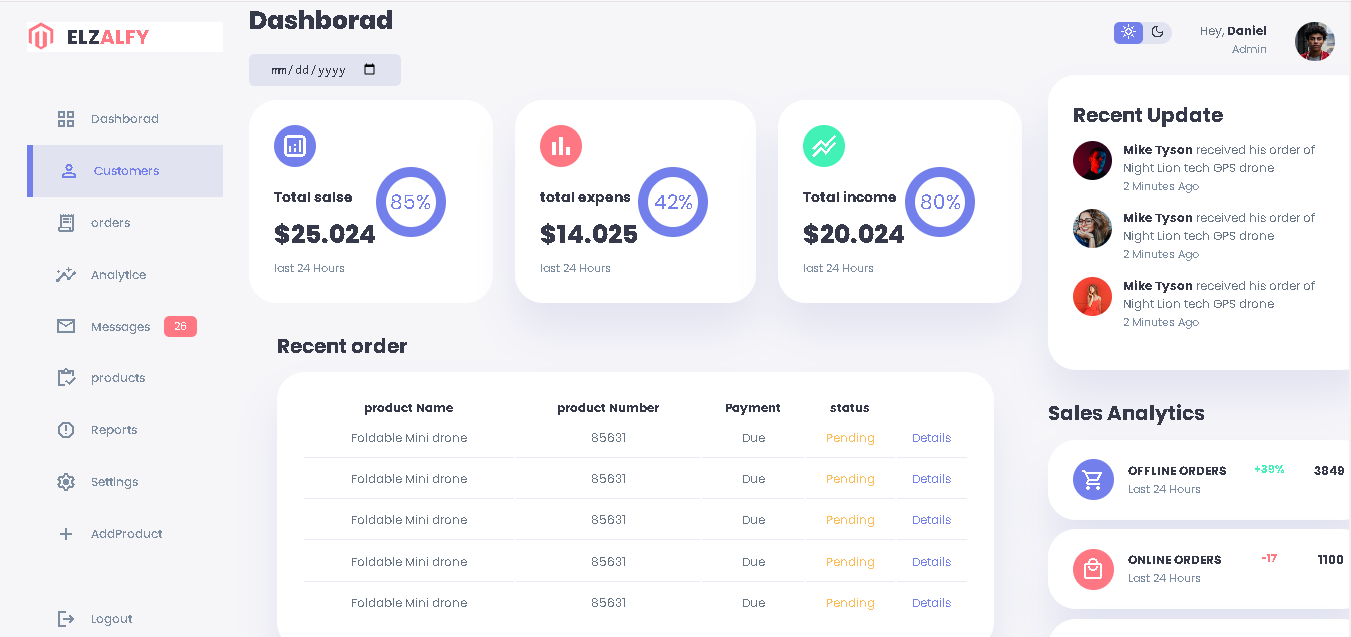 ELZALFY
Dashborad
Customers
orders
Analytice
Messages 26
products
Reports
Settings
AddProduct
Logout
Dashborad
mm/dd/yyyy
Total salse
85%
$25.024
last 24 Hours
total expens
42%
$14.025
last 24 Hours
Total income
80%
$20.024
last 24 Hours
Recent order
product Name product Number Payment status
Foldable Mini drone 85631 Due Pending Details
Foldable Mini drone 85631 Due Pending Details
Foldable Mini drone 85631 Due Pending Details
Foldable Mini drone 85631 Due Pending Details
Foldable Mini drone 85631 Due Pending Details
Hey, Daniel
Admin
Recent Update
Mike Tyson received his order of
Night Lion tech GPS drone
2 Minutes Ago
Mike Tyson received his order of
Night Lion tech GPS drone
2 Minutes Ago
Mike Tyson received his order of
Night Lion tech GPS drone
2 Minutes Ago
Sales Analytics
OFFLINE ORDERS +39% 3849
Last 24 Hours
ONLINE ORDERS -17 1100
Last 24 Hours